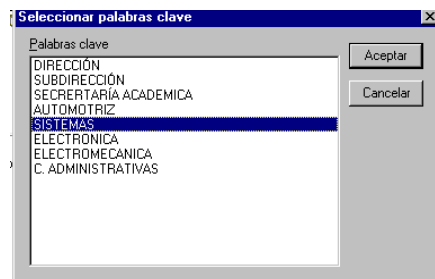 Seleccionar palabras clave
Palabras clave
Aceptar
Cancelar
DIRECCIÓN
SUBDIRECCIÓN
SECRERTARÍA ACADEMICA
AUTOMOTRIZ
SISTEMAS
ELECTRONICA
ELECTROMECANICA
C. ADMINISTRATIVAS